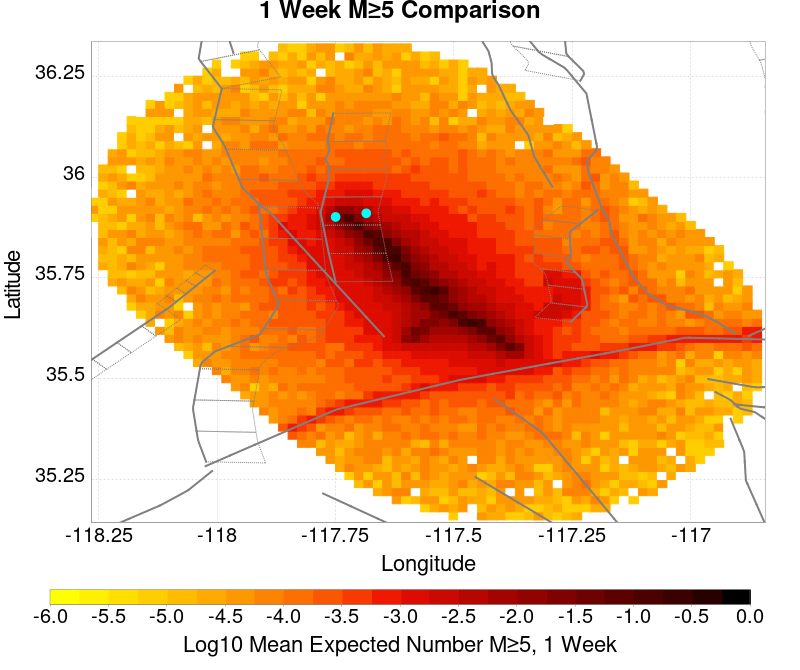 1 Week M≥5 Comparison
36.25
36
35.75
35.5
35.25
Latitude
-118.25 -118 -117.75 -117.5 -117.25 -117
Longitude
-6.0 -5.5 -5.0 -4.5 -4.0 -3.5 -3.0 -2.5 -2.0 -1.5 -1.0 -0.5 0.0
Log10 Mean Expected Number M≥5, 1 Week